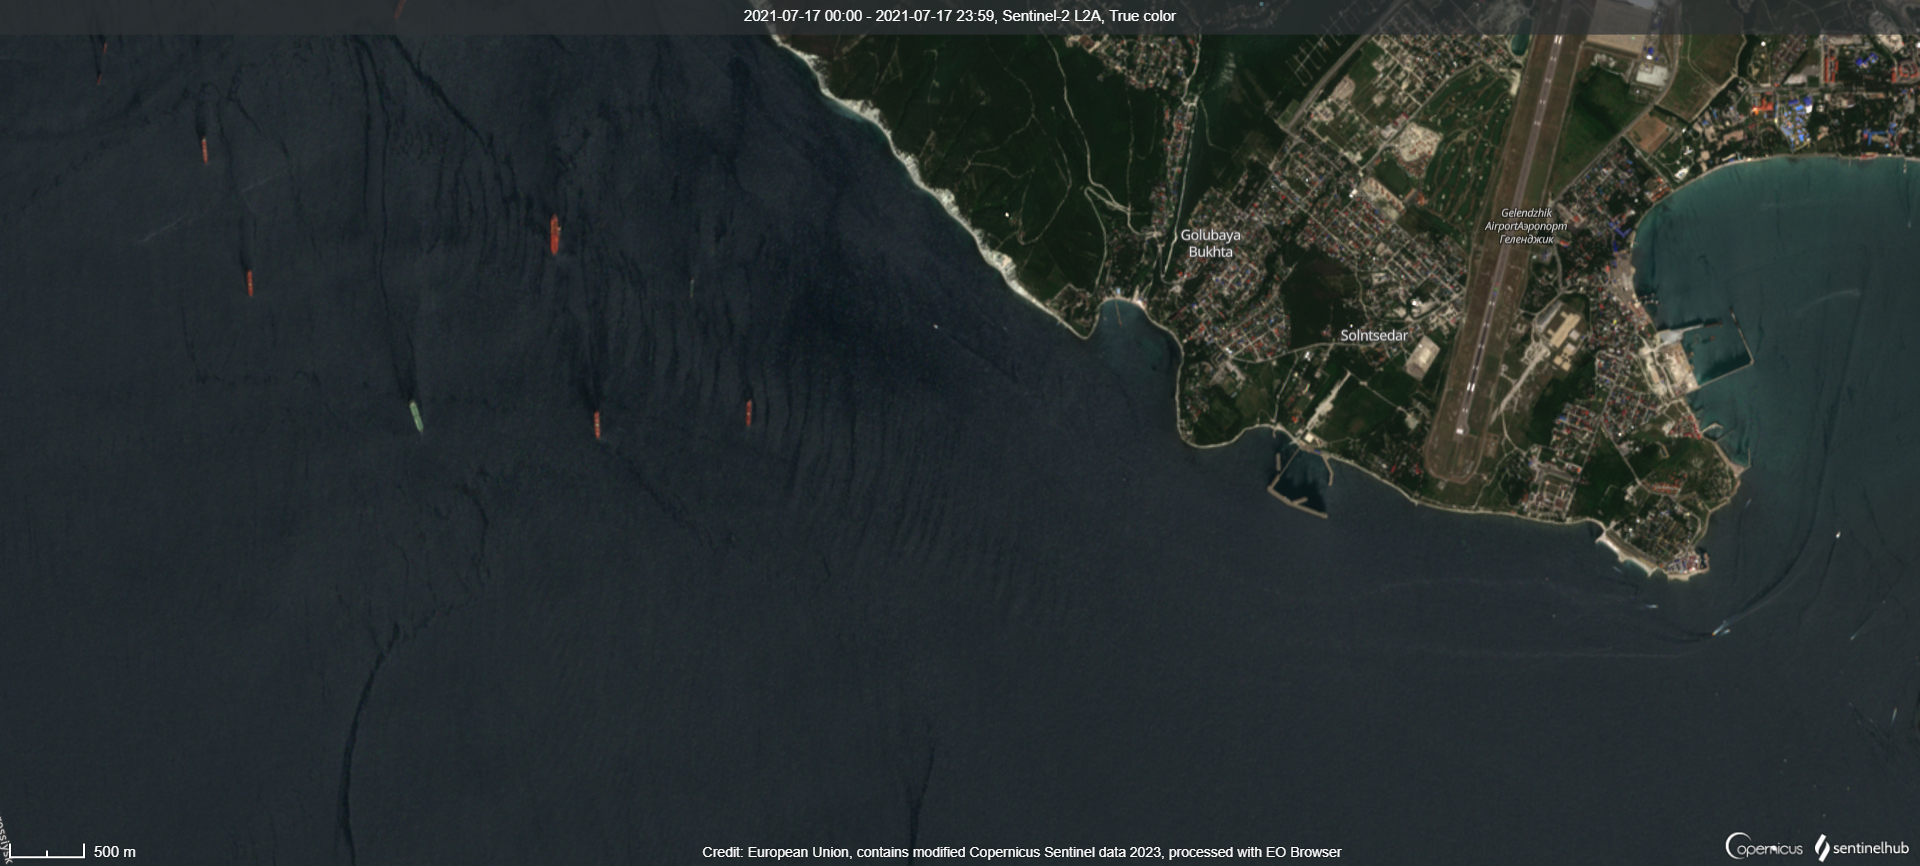 2021-07-17 00:00 - 2021-07-17 23:59, Sentinel-2 L2A, True color
Gelendzhik
AirportАэропорт
Геленджик
Golubaya
Bukhta
Solntsedar
500 m
Credit: European Union, contains modified Copernicus Sentinel data 2023, processed with EO Browser
Copernicus
sentinelhub